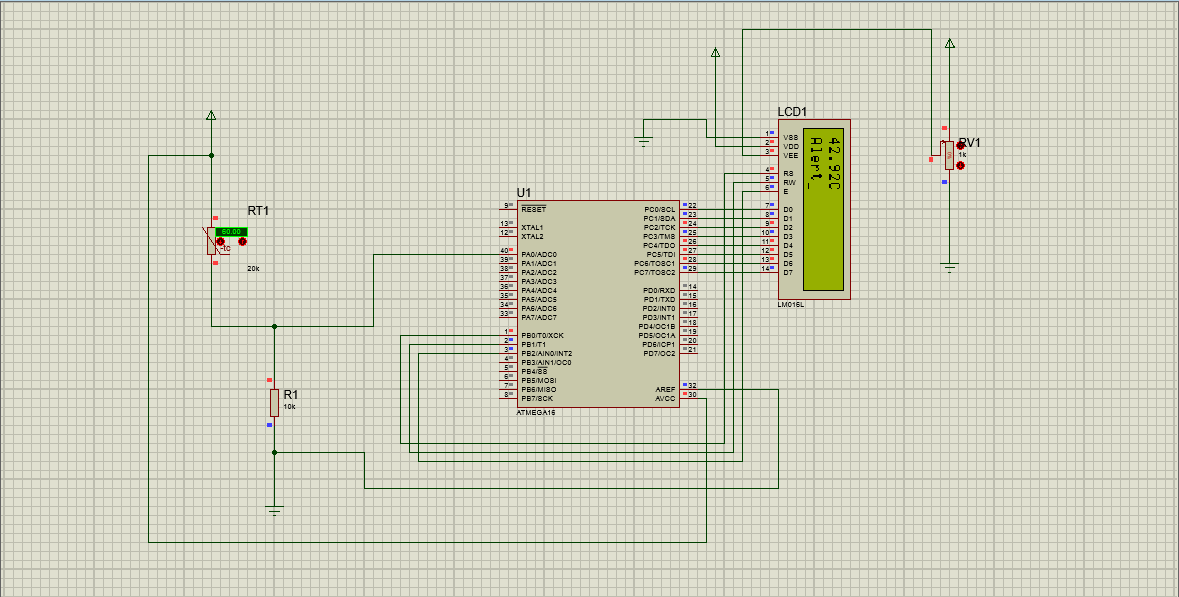 LCD1
42.92C
Alert_
1
VSS
2
VDD
3
VEE
4
RS
5
RW
6
E
7
D0
8
D1
9
D2
10
D3
11
D4
12
D5
13
D6
14
D7
LM016L
RV1
1k
RT1
60.00
-tc
20k
R1
10k
U1
9
RESET
13
XTAL1
12
XTAL2
40
PA0/ADC0
39
PA1/ADC1
38
PA2/ADC2
37
PA3/ADC3
36
PA4/ADC4
35
PA5/ADC5
34
PA6/ADC6
33
PA7/ADC7
1
PB0/T0/XCK
2
PB1/T1
3
PB2/AIN0/INT2
4
PB3/AIN1/OC0
5
PB4/SS
6
PB5/MOSI
7
PB6/MISO
8
PB7/SCK
PC0/SCL
22
PC1/SDA
23
PC2/TCK
24
PC3/TMS
25
PC4/TDO
26
PC5/TDI
27
PC6/TOSC1
28
PC7/TOSC2
29
PD0/RXD
14
PD1/TXD
15
PD2/INT0
16
PD3/INT1
17
PD4/OC1B
18
PD5/OC1A
19
PD6/ICP1
20
PD7/OC2
21
AREF
32
AVCC
30
ATMEGA16